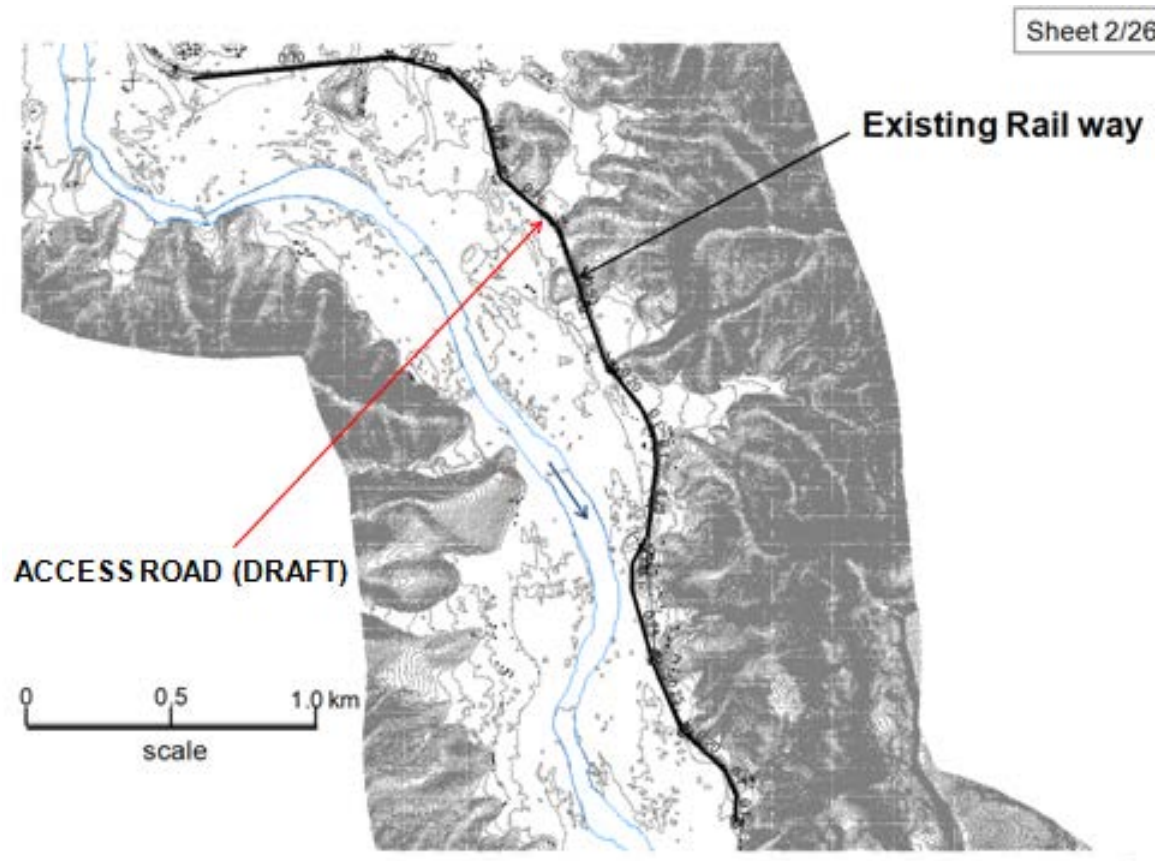 Sheet 2/26
Existing Rail way
ACCESS ROAD (DRAFT)
0 0.5 1.0 km
scale